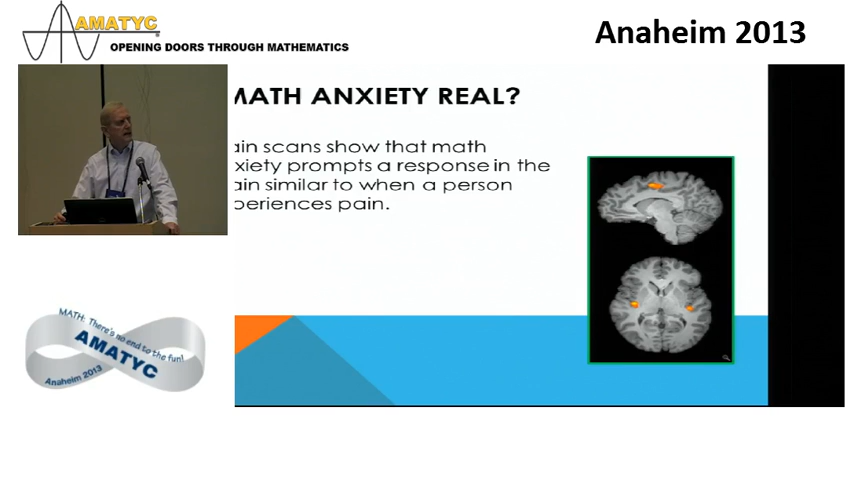 AMATYC
OPENING DOORS THROUGH MATHEMATICS
Anaheim 2013
MATH ANXIETY REAL?
ain scans show that math
xiety prompts a response in the
ain similar to when a person
periences pain.
MATH: There's no end to the fun!
AMATYC
Anaheim 2013